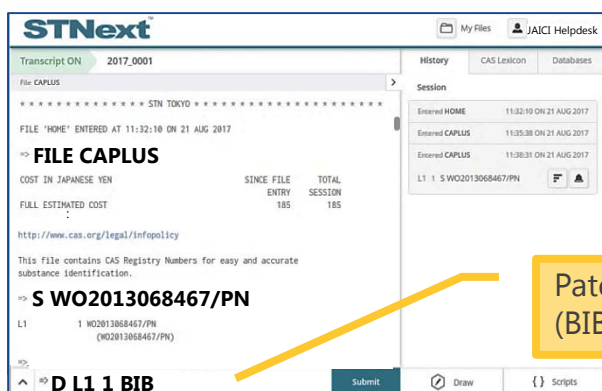 STNext
My Files
JAICI Helpdesk
Transcript ON 2017_0001
History CAS Lexicon Databases
File CAPLUS
>
Session
* * * * * * * * * * * * * * * STN TOKYO * * * * * * * * * * * * * * * * * * * * * *
Entered HOME 11:32:10 ON 21 AUG 2017
FILE 'HOME' ENTERED AT 11:32:10 ON 21 AUG 2017
Entered CAPLUS 11:35:38 ON 21 AUG 2017
=> FILE CAPLUS
Entered CAPLUS 11:38:31 ON 21 AUG 2017
COST IN JAPANESE YEN SINCE FILE TOTAL
ENTRY SESSION
L1 1 S WO2013068467/PN
FULL ESTIMATED COST 185 185
:
http://www.cas.org/legal/infopolicy
This file contains CAS Registry Numbers for easy and accurate
substance identification.
=> S WO2013068467/PN
L1 1 WO2013068467/PN
(WO2013068467/PN)
=>
=> D L1 1 BIB
Submit
Draw
{ } Scripts
(BIB